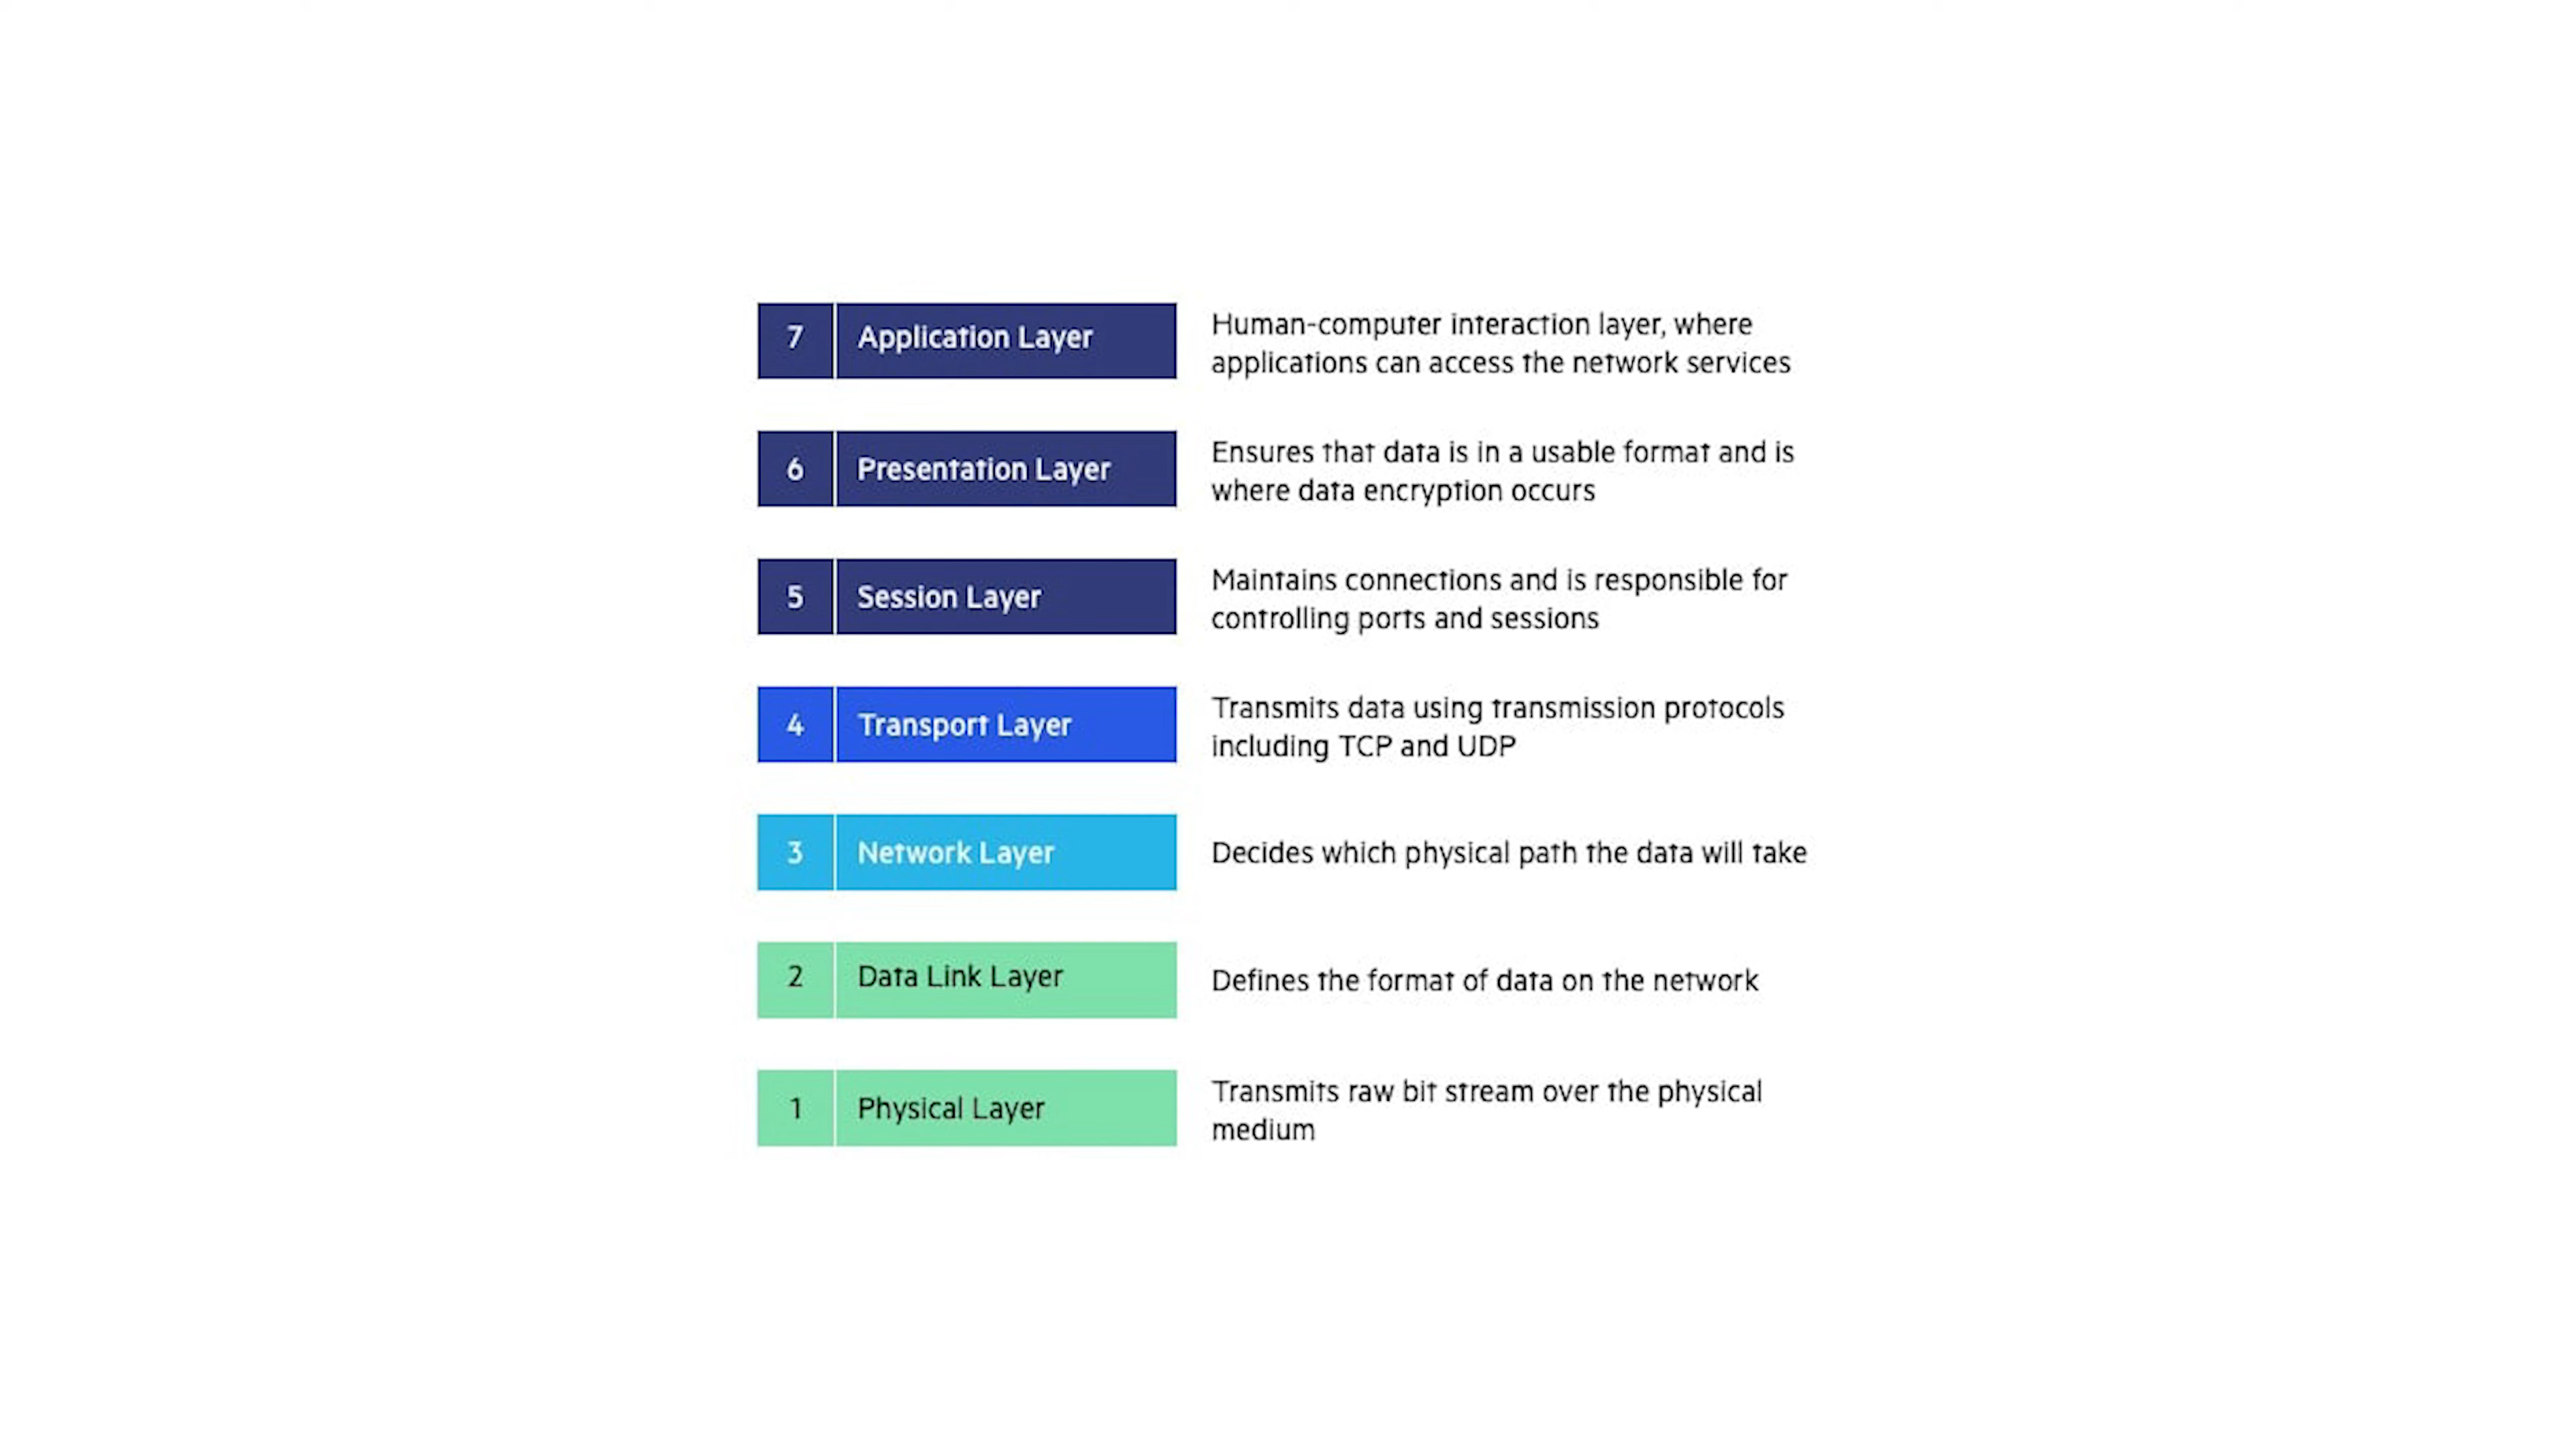 7 Application Layer
Human-computer interaction layer, where
applications can access the network services
6 Presentation Layer
Ensures that data is in a usable format and is
where data encryption occurs
5 Session Layer
Maintains connections and is responsible for
controlling ports and sessions
4 Transport Layer
Transmits data using transmission protocols
including TCP and UDP
3 Network Layer
Decides which physical path the data will take
2 Data Link Layer
Defines the format of data on the network
1 Physical Layer
Transmits raw bit stream over the physical
medium